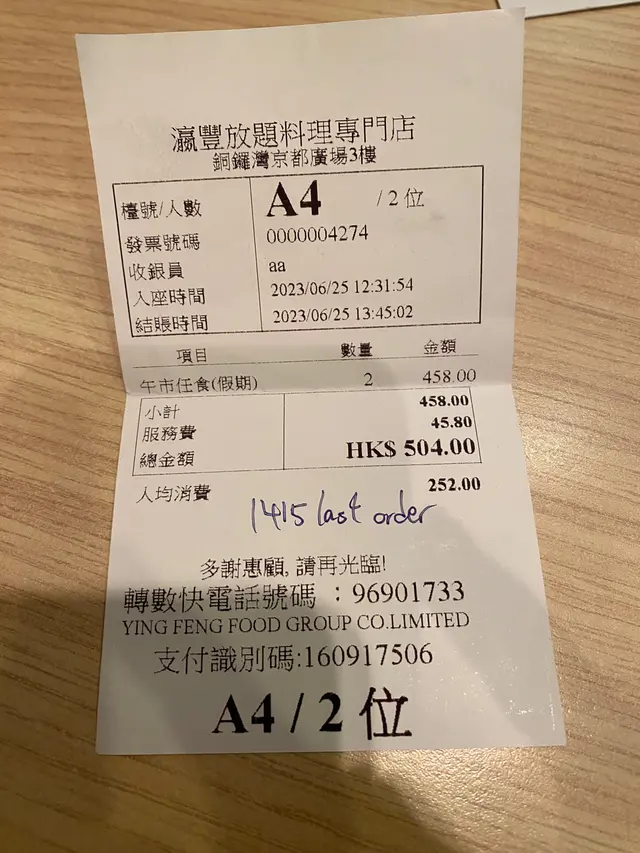 瀛豐放題料理專門店
銅鑼灣京都廣場3樓
檯號/人數 A4 / 2 位
發票號碼 0000004274
收銀員 aa
入座時間 2023/06/25 12:31:54
結賬時間 2023/06/25 13:45:02
項目 數量 金額
午市任食(假期) 2 458.00
小計 458.00
服務費 45.80
總金額 HK$ 504.00
人均消費 252.00
1415 last order
多謝惠顧, 請再光臨!
轉數快電話號碼 : 96901733
YING FENG FOOD GROUP CO.LIMITED
支付識別碼:160917506
A4 / 2 位